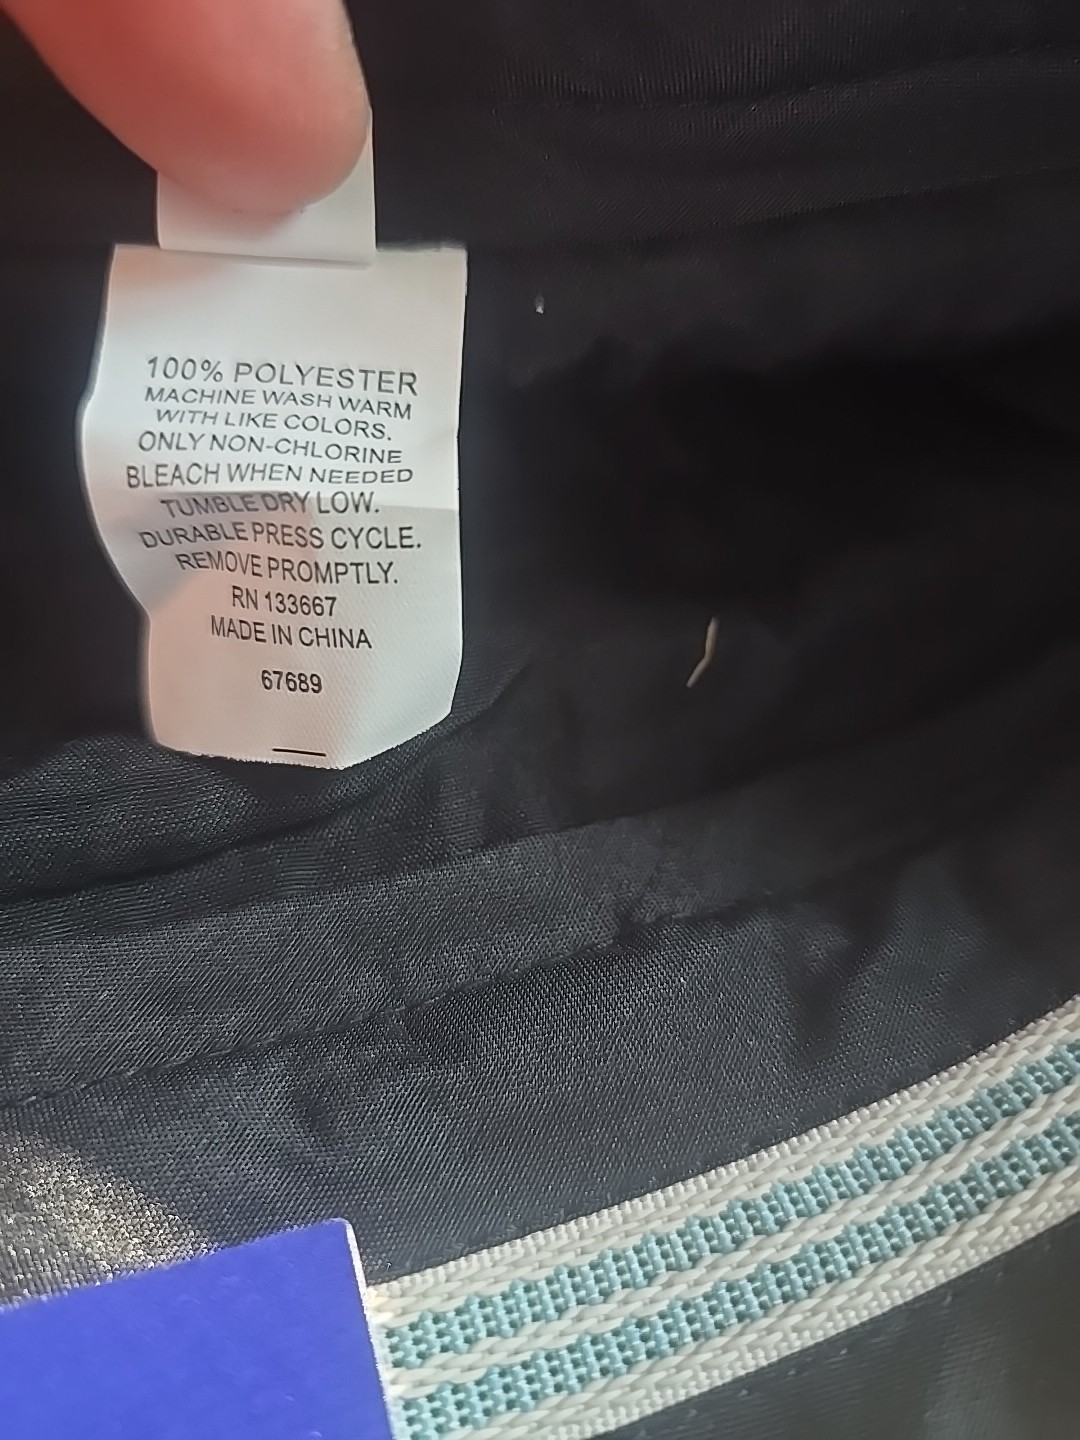 100% POLYESTER
MACHINE WASH WARM
WITH LIKE COLORS.
ONLY NON-CHLORINE
BLEACH WHEN NEEDED
TUMBLE DRY LOW.
DURABLE PRESS CYCLE.
REMOVE PROMPTLY.
RN 133667
MADE IN CHINA
67689